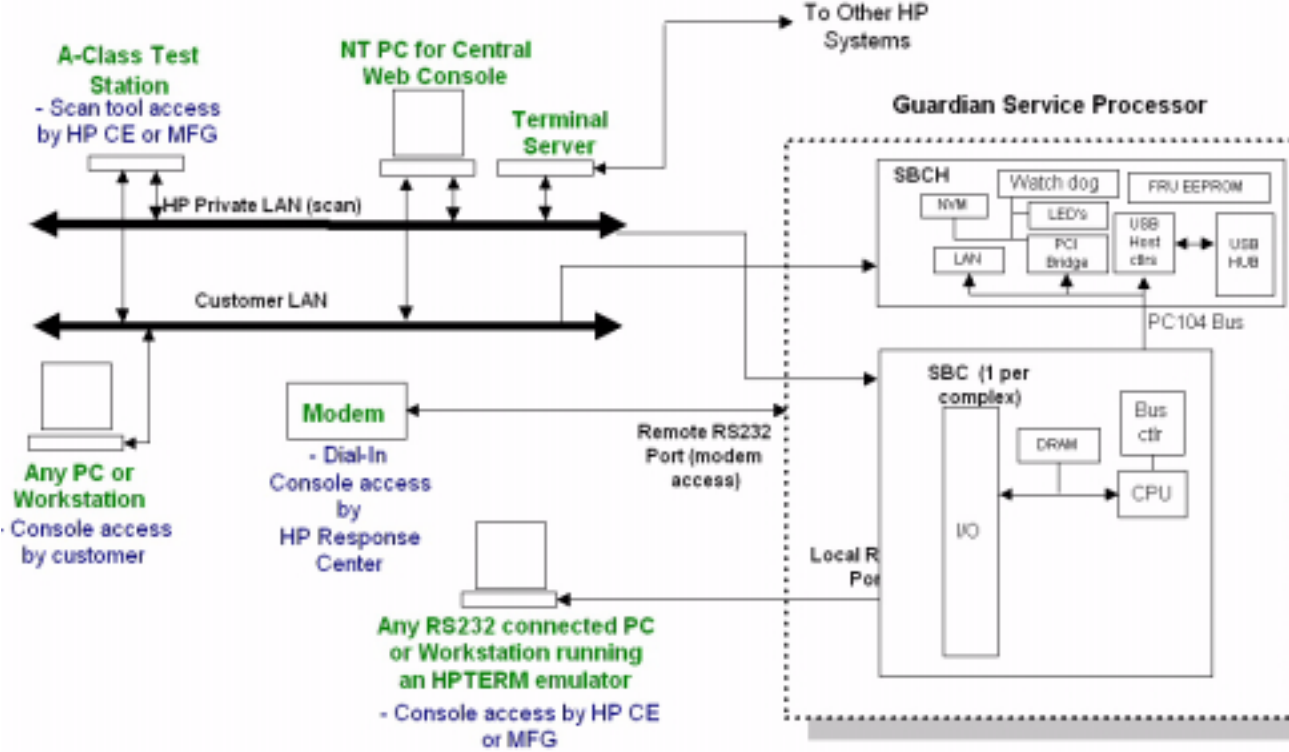 To Other HP
Systems
A-Class Test
Station
- Scan tool access
by HP CE or MFG
NT PC for Central
Web Console
Terminal
Server
HP Private LAN (scan)
Customer LAN
Any PC or
Workstation
- Console access
by customer
Modem
- Dial-In
Console access
by
HP Response
Center
Remote RS232
Port (modem
access)
Any RS232 connected PC
or Workstation running
an HPTERM emulator
- Console access by HP CE
or MFG
Local R
Por
Guardian Service Processor
SBCH
Watch dog
FRU EEPROM
NVM
LED's
USB
Host
ctlrs
USB
HUB
LAN
PCI
Bridge
PC104 Bus
SBC (1 per
complex)
Bus
ctlr
DRAM
CPU
I/O